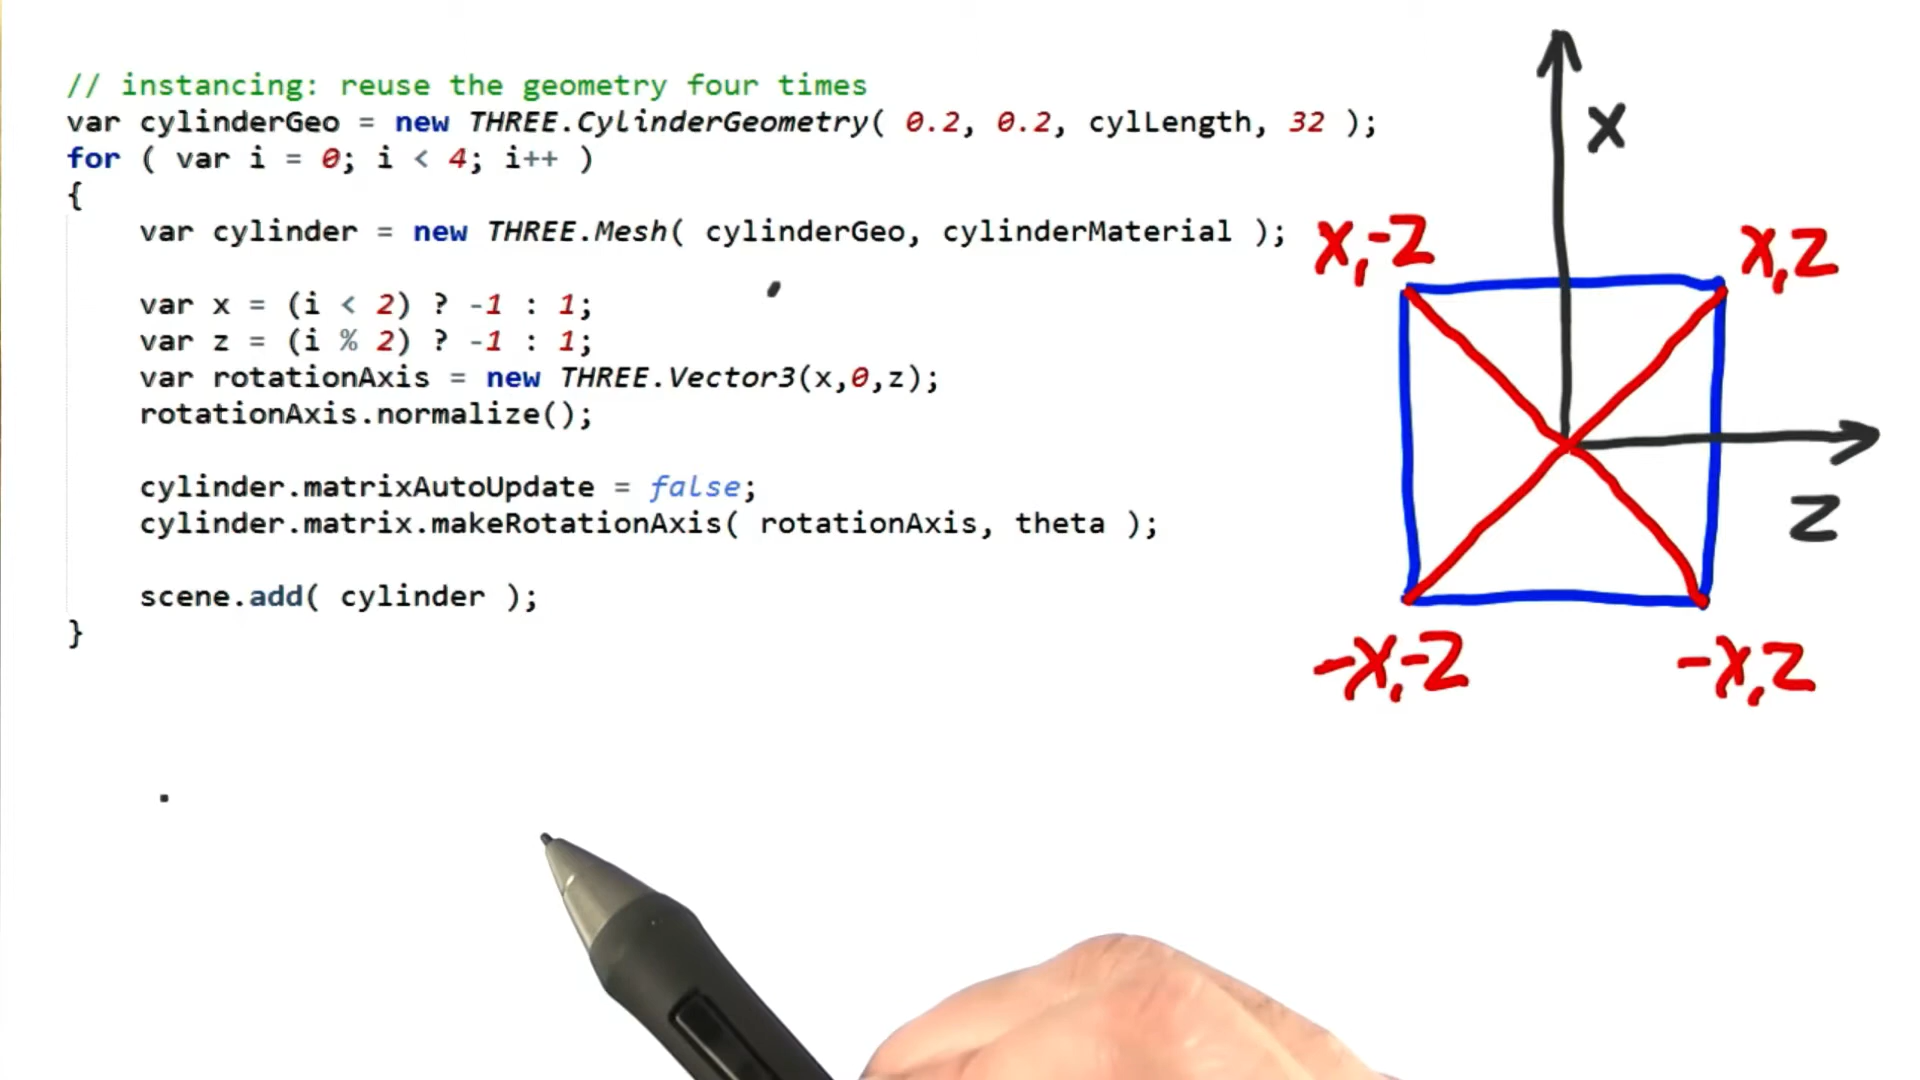 // instancing: reuse the geometry four times
var cylinderGeo = new THREE.CylinderGeometry( 0.2, 0.2, cylLength, 32 );
for ( var i = 0; i < 4; i++ )
{
    var cylinder = new THREE.Mesh( cylinderGeo, cylinderMaterial );
    var x = (i < 2) ? -1 : 1;
    var z = (i % 2) ? -1 : 1;
    var rotationAxis = new THREE.Vector3(x,0,z);
    rotationAxis.normalize();
    cylinder.matrixAutoUpdate = false;
    cylinder.matrix.makeRotationAxis( rotationAxis, theta );
    scene.add( cylinder );
}
X
X,-Z
X,Z
Z
-X,-Z
-X,Z